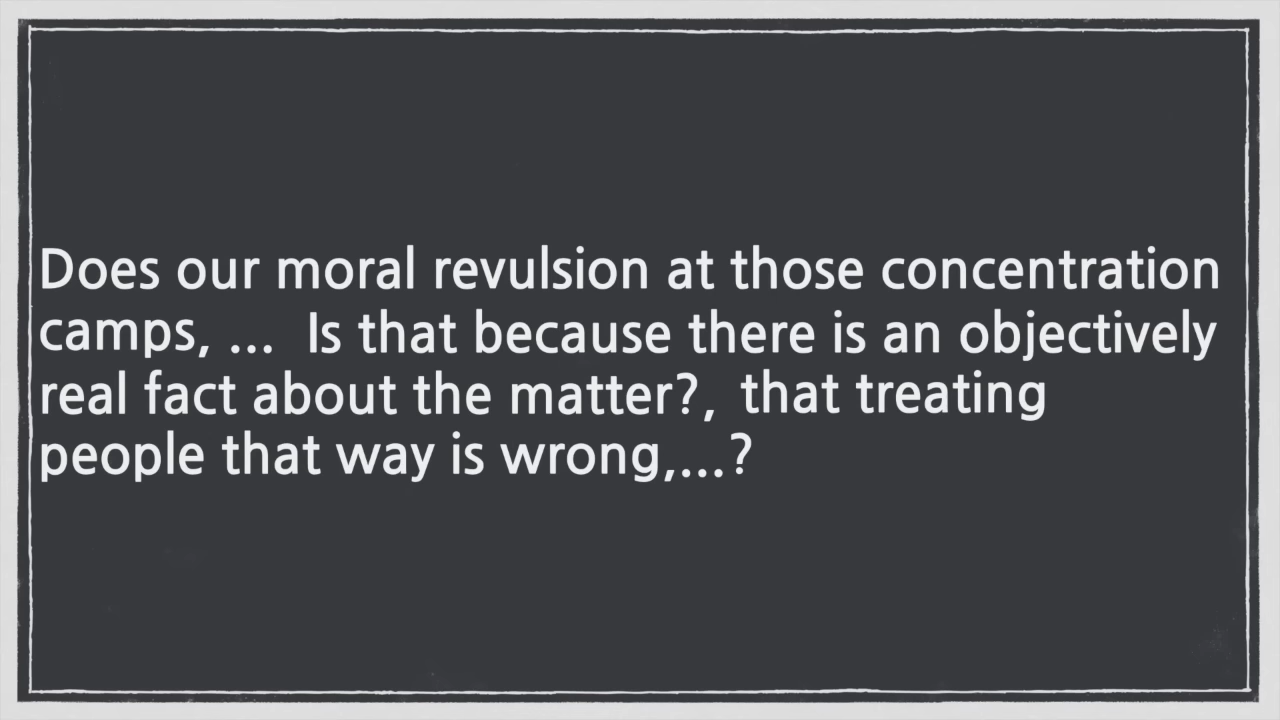 Does our moral revulsion at those concentration
camps, ...  Is that because there is an objectively
real fact about the matter?,  that treating
people that way is wrong,...?